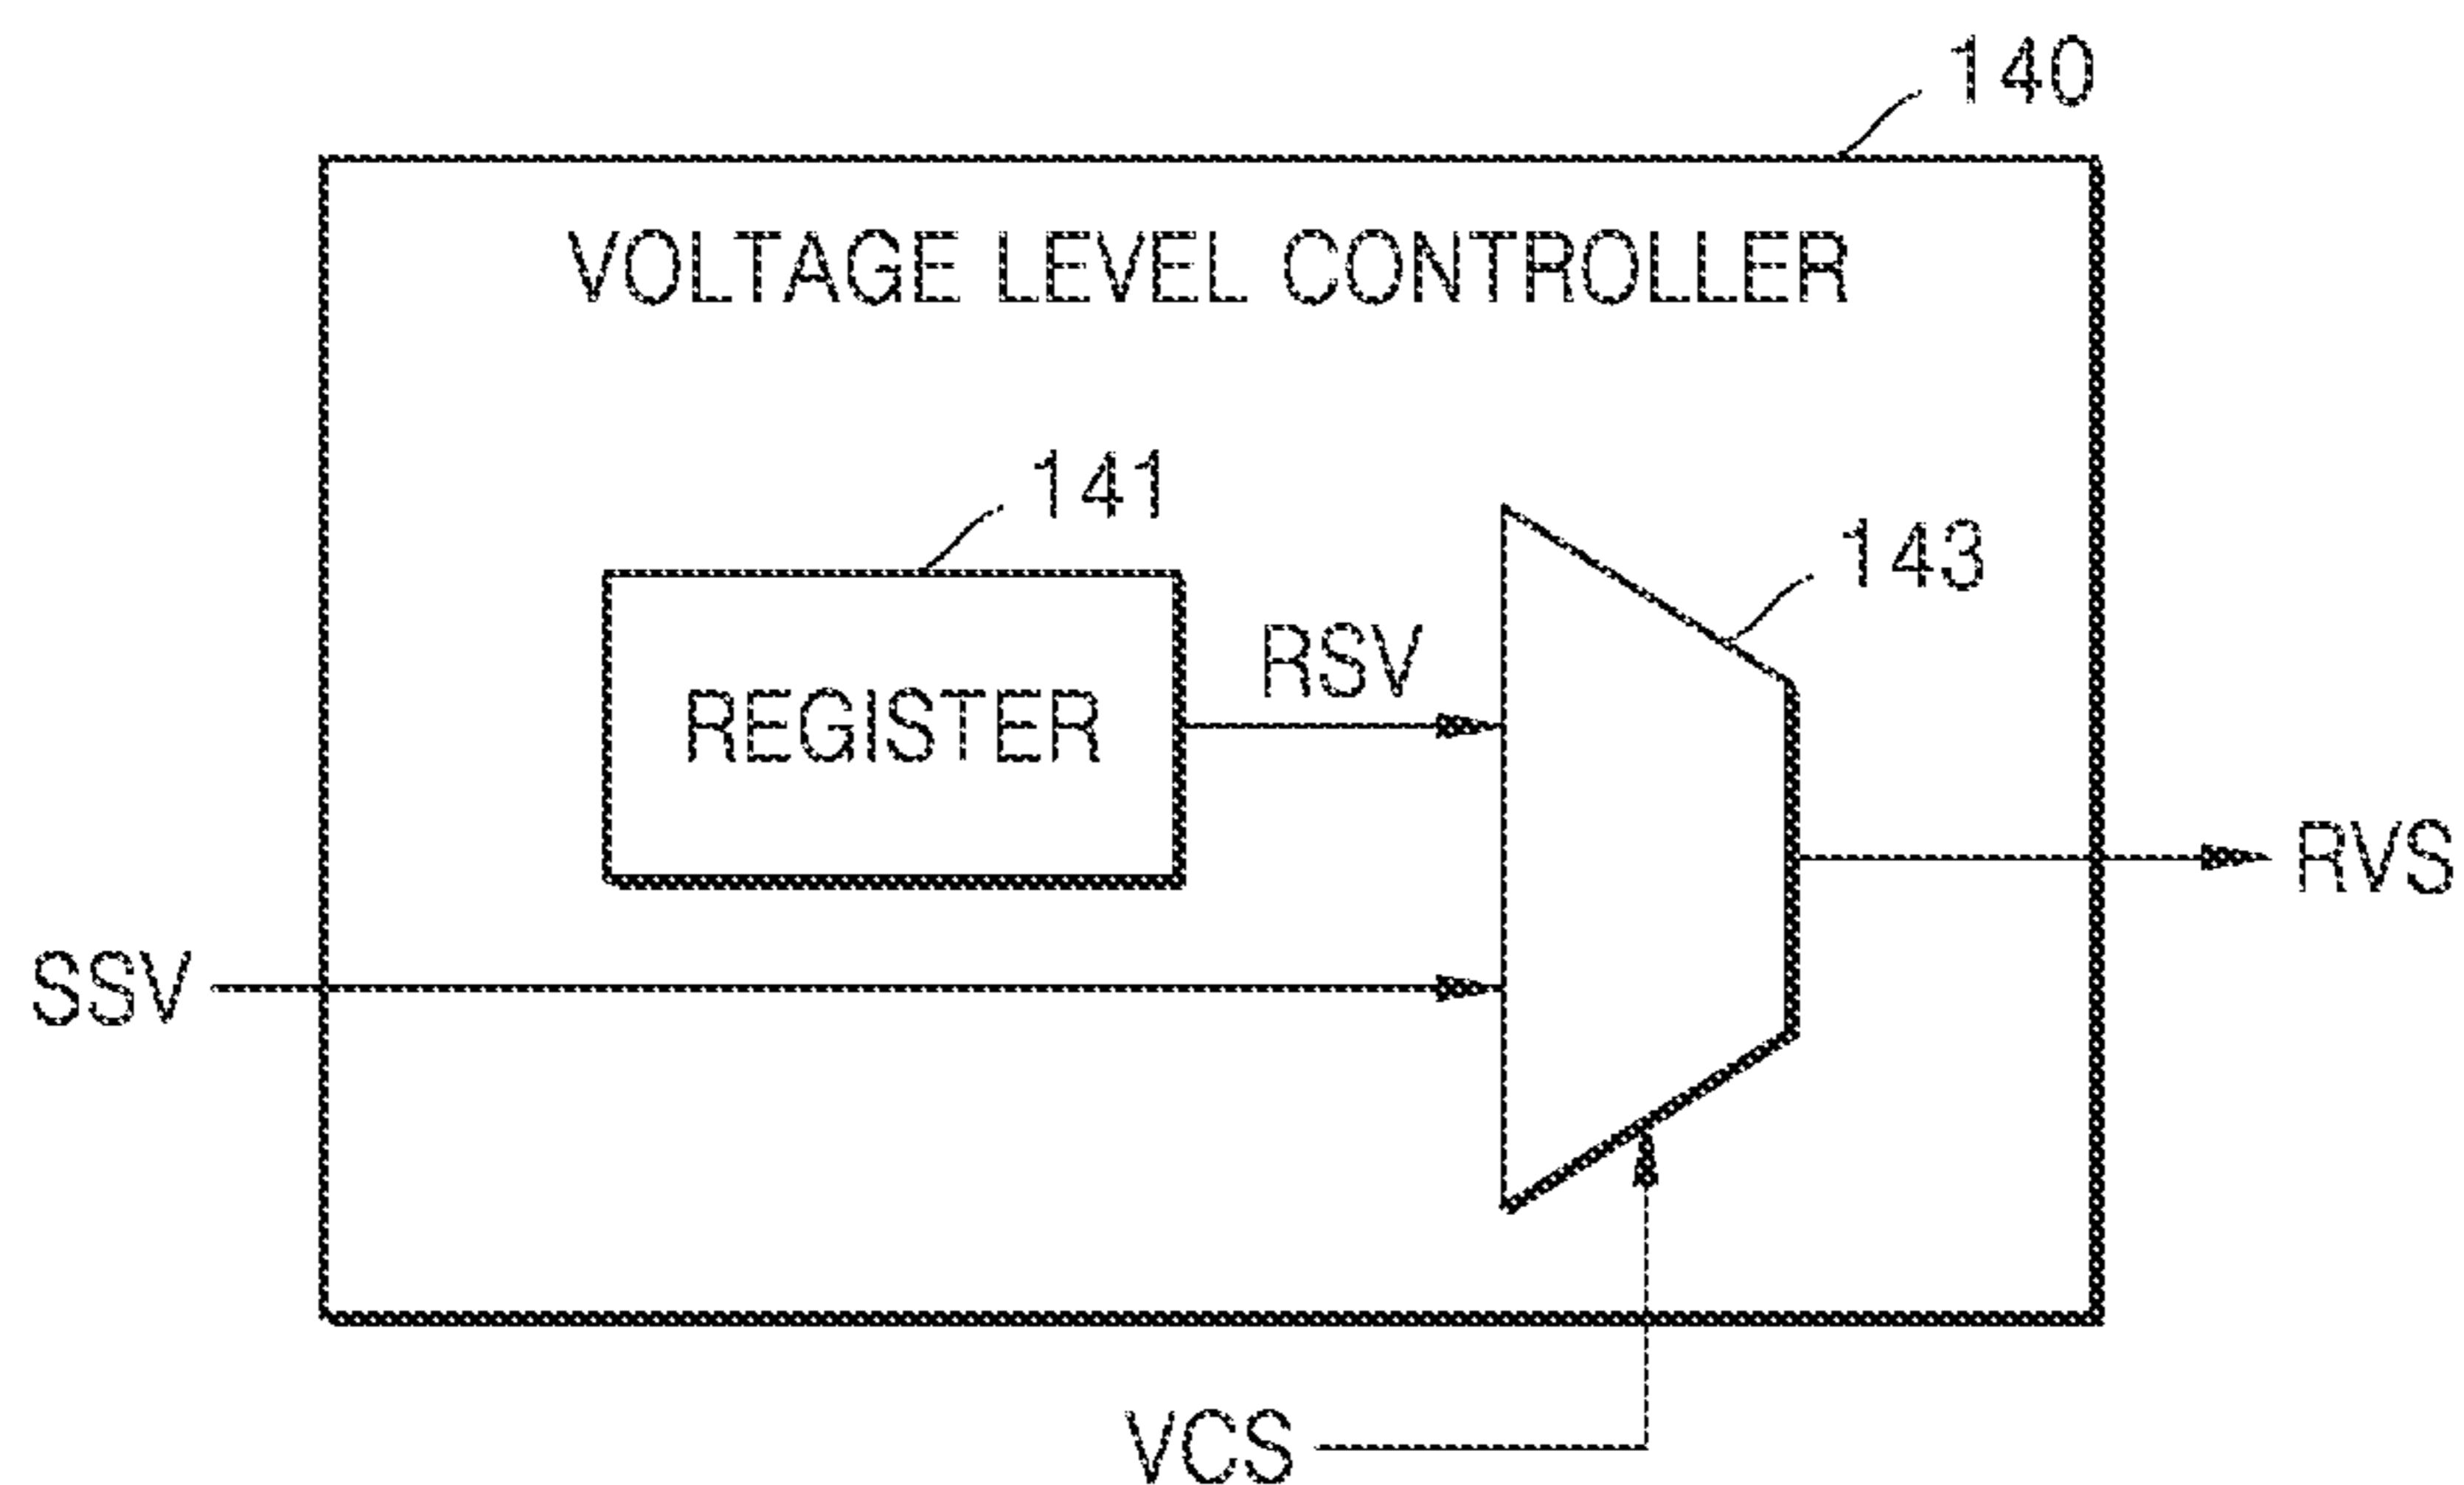 140
VOLTAGE LEVEL CONTROLLER
141
143
RSV
REGISTER
RVS
SSV
VCS